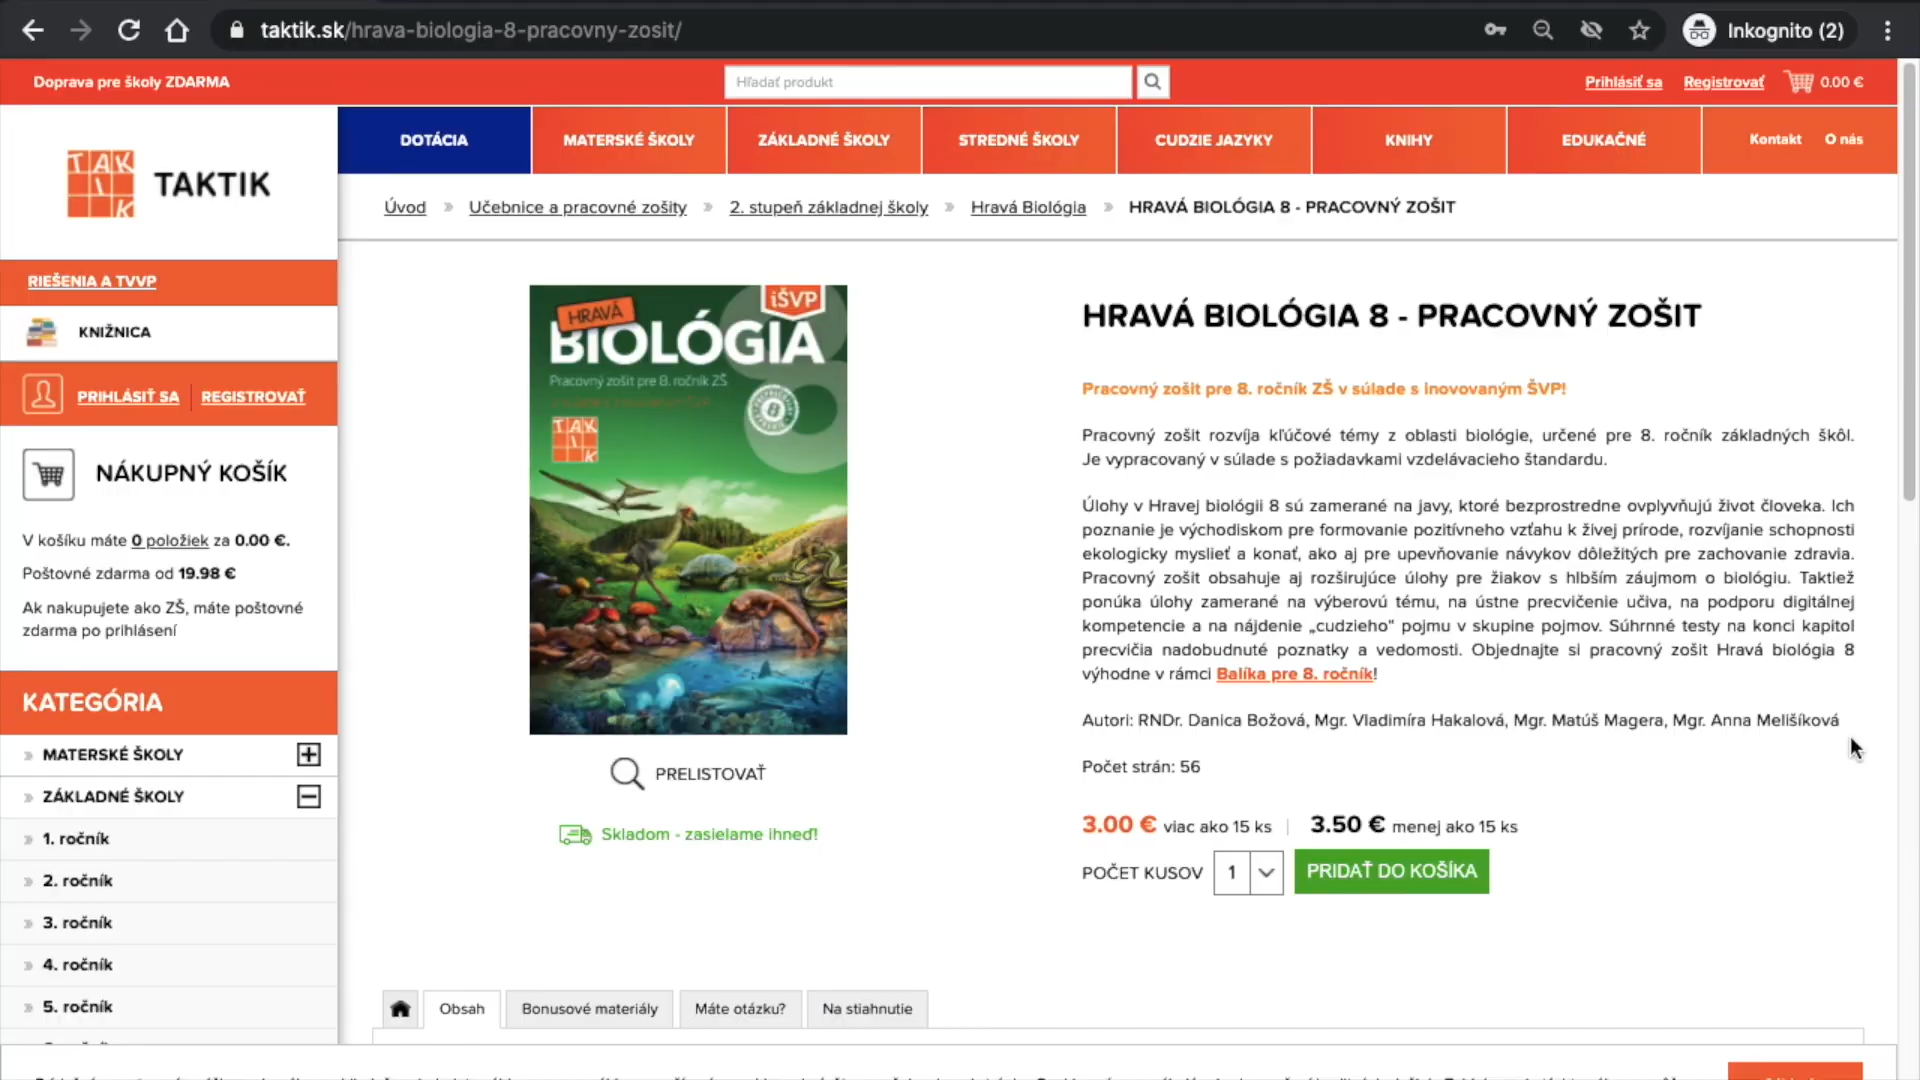 taktik.sk/hrava-biologia-8-pracovny-zosit/
Inkognito (2)
Doprava pre školy ZDARMA
Hľadať produkt
Prihlásiť sa
Registrovať
0.00 €
TAKTIK
TAKTIK
DOTÁCIA
MATERSKÉ ŠKOLY
ZÁKLADNÉ ŠKOLY
STREDNÉ ŠKOLY
CUDZIE JAZYKY
KNIHY
EDUKAČNÉ
Kontakt
O nás
Úvod » Učebnice a pracovné zošity » 2. stupeň základnej školy » Hravá Biológia » HRAVÁ BIOLÓGIA 8 - PRACOVNÝ ZOŠIT
RIEŠENIA A TVVP
KNIŽNICA
PRIHLÁSIŤ SA
REGISTROVAŤ
NÁKUPNÝ KOŠÍK
V košíku máte 0 položiek za 0.00 €.
Poštovné zdarma od 19.98 €
Ak nakupujete ako ZŠ, máte poštovné
zdarma po prihlásení
KATEGÓRIA
» MATERSKÉ ŠKOLY
» ZÁKLADNÉ ŠKOLY
» 1. ročník
» 2. ročník
» 3. ročník
» 4. ročník
» 5. ročník
iŠVP
HRAVÁ
BIOLÓGIA
Pracovný zošit pre 8. ročník ZŠ
8
TAKTIK
PRELISTOVAŤ
Skladom - zasielame ihneď!
HRAVÁ BIOLÓGIA 8 - PRACOVNÝ ZOŠIT
Pracovný zošit pre 8. ročník ZŠ v súlade s inovovaným ŠVP!
Pracovný zošit rozvíja kľúčové témy z oblasti biológie, určené pre 8. ročník základných škôl.
Je vypracovaný v súlade s požiadavkami vzdelávacieho štandardu.
Úlohy v Hravej biológii 8 sú zamerané na javy, ktoré bezprostredne ovplyvňujú život človeka. Ich
poznanie je východiskom pre formovanie pozitívneho vzťahu k živej prírode, rozvíjanie schopnosti
ekologicky myslieť a konať, ako aj pre upevňovanie návykov dôležitých pre zachovanie zdravia.
Pracovný zošit obsahuje aj rozširujúce úlohy pre žiakov s hlbším záujmom o biológiu. Taktiež
ponúka úlohy zamerané na výberovú tému, na ústne precvičenie učiva, na podporu digitálnej
kompetencie a na nájdenie „cudzieho“ pojmu v skupine pojmov. Súhrnné testy na konci kapitol
precvičia nadobudnuté poznatky a vedomosti. Objednajte si pracovný zošit Hravá biológia 8
výhodne v rámci Balíka pre 8. ročník!
Autori: RNDr. Danica Božová, Mgr. Vladimíra Hakalová, Mgr. Matúš Magera, Mgr. Anna Melišíková
Počet strán: 56
3.00 € viac ako 15 ks | 3.50 € menej ako 15 ks
POČET KUSOV 1 PRIDAŤ DO KOŠÍKA
Obsah
Bonusové materiály
Máte otázku?
Na stiahnutie